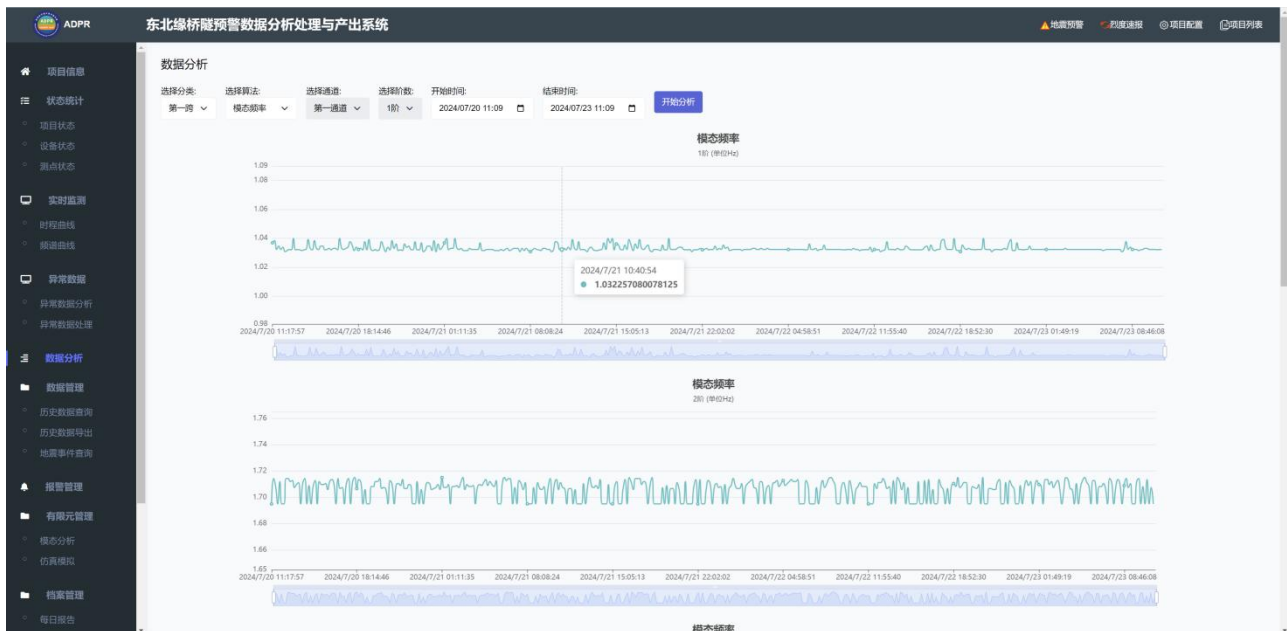 ADPR
东北缘桥隧预警数据分析处理与产出系统
地震预警 烈度速报 项目配置 项目列表
项目信息
状态统计
项目状态
设备状态
测点状态
实时监测
时程曲线
频谱曲线
异常数据
异常数据分析
异常数据处理
数据分析
数据管理
历史数据查询
历史数据导出
地震事件查询
报警管理
有限元管理
模态分析
仿真模拟
档案管理
每日报告
数据分析
选择分类: 选择算法: 选择通道: 选择阶数: 开始时间: 结束时间:
第一跨 模态频率 第一通道 1阶 2024/07/20 11:09 2024/07/23 11:09 开始分析
模态频率
1阶 (单位Hz)
1.09
1.08
1.06
1.04
1.02
1.00
0.98
2024/7/21 10:40:54
1.032257080078125
2024/7/20 11:17:57 2024/7/20 18:14:46 2024/7/21 01:11:35 2024/7/21 08:08:24 2024/7/21 15:05:13 2024/7/21 22:02:02 2024/7/22 04:58:51 2024/7/22 11:55:40 2024/7/22 18:52:30 2024/7/23 01:49:19 2024/7/23 08:46:08
模态频率
2阶 (单位Hz)
1.76
1.74
1.72
1.70
1.68
1.66
1.65
2024/7/20 11:17:57 2024/7/20 18:14:46 2024/7/21 01:11:35 2024/7/21 08:08:24 2024/7/21 15:05:13 2024/7/21 22:02:02 2024/7/22 04:58:51 2024/7/22 11:55:40 2024/7/22 18:52:30 2024/7/23 01:49:19 2024/7/23 08:46:08
模态频率